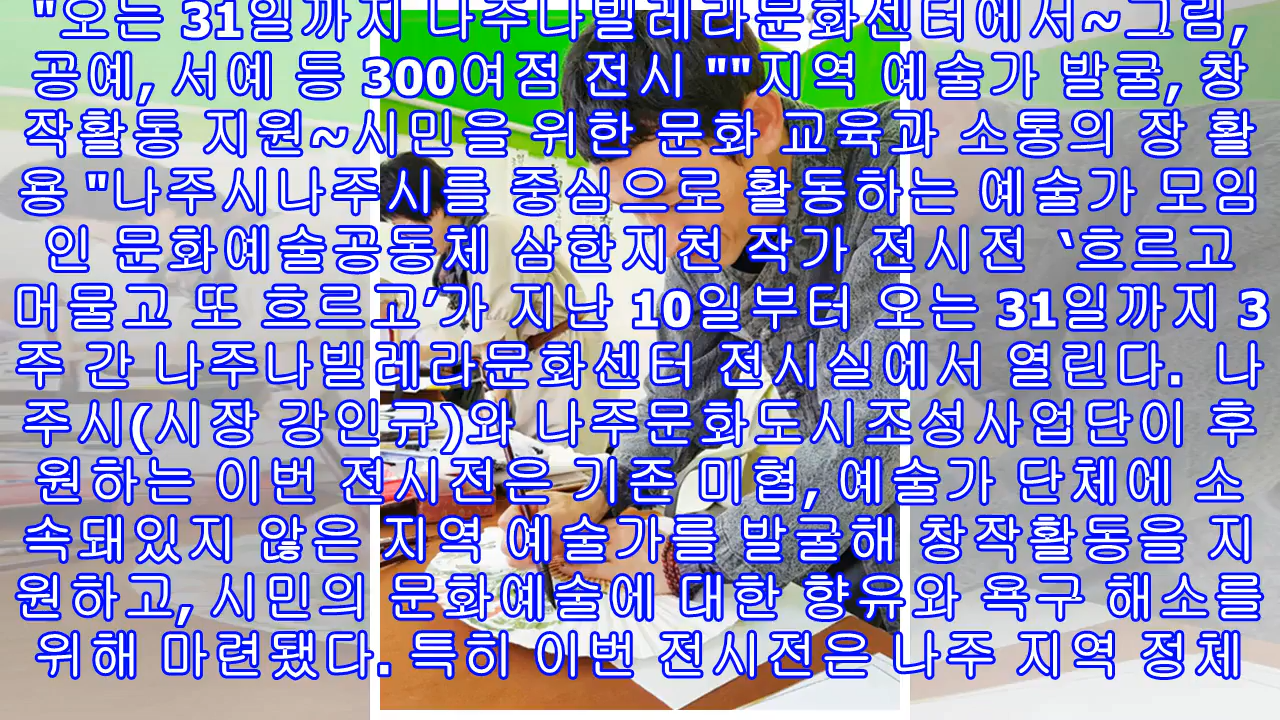 "오는 31일까지 나주나빌레라문화센터에서~그림,
공예, 서예 등 300여점 전시 ""지역 예술가 발굴, 창
작활동 지원~시민을 위한 문화 교육과 소통의 장 활
용 "나주시나주시를 중심으로 활동하는 예술가 모임
인 문화예술공동체 삼한지천 작가 전시전 ‘흐르고
머물고 또 흐르고’가 지난 10일부터 오는 31일까지 3
주 간 나주나빌레라문화센터 전시실에서 열린다. 나
주시(시장 강인규)와 나주문화도시조성사업단이 후
원하는 이번 전시전은 기존 미협, 예술가 단체에 소
속돼있지 않은 지역 예술가를 발굴해 창작활동을 지
원하고, 시민의 문화예술에 대한 향유와 욕구 해소를
위해 마련됐다. 특히 이번 전시전은 나주 지역 정체